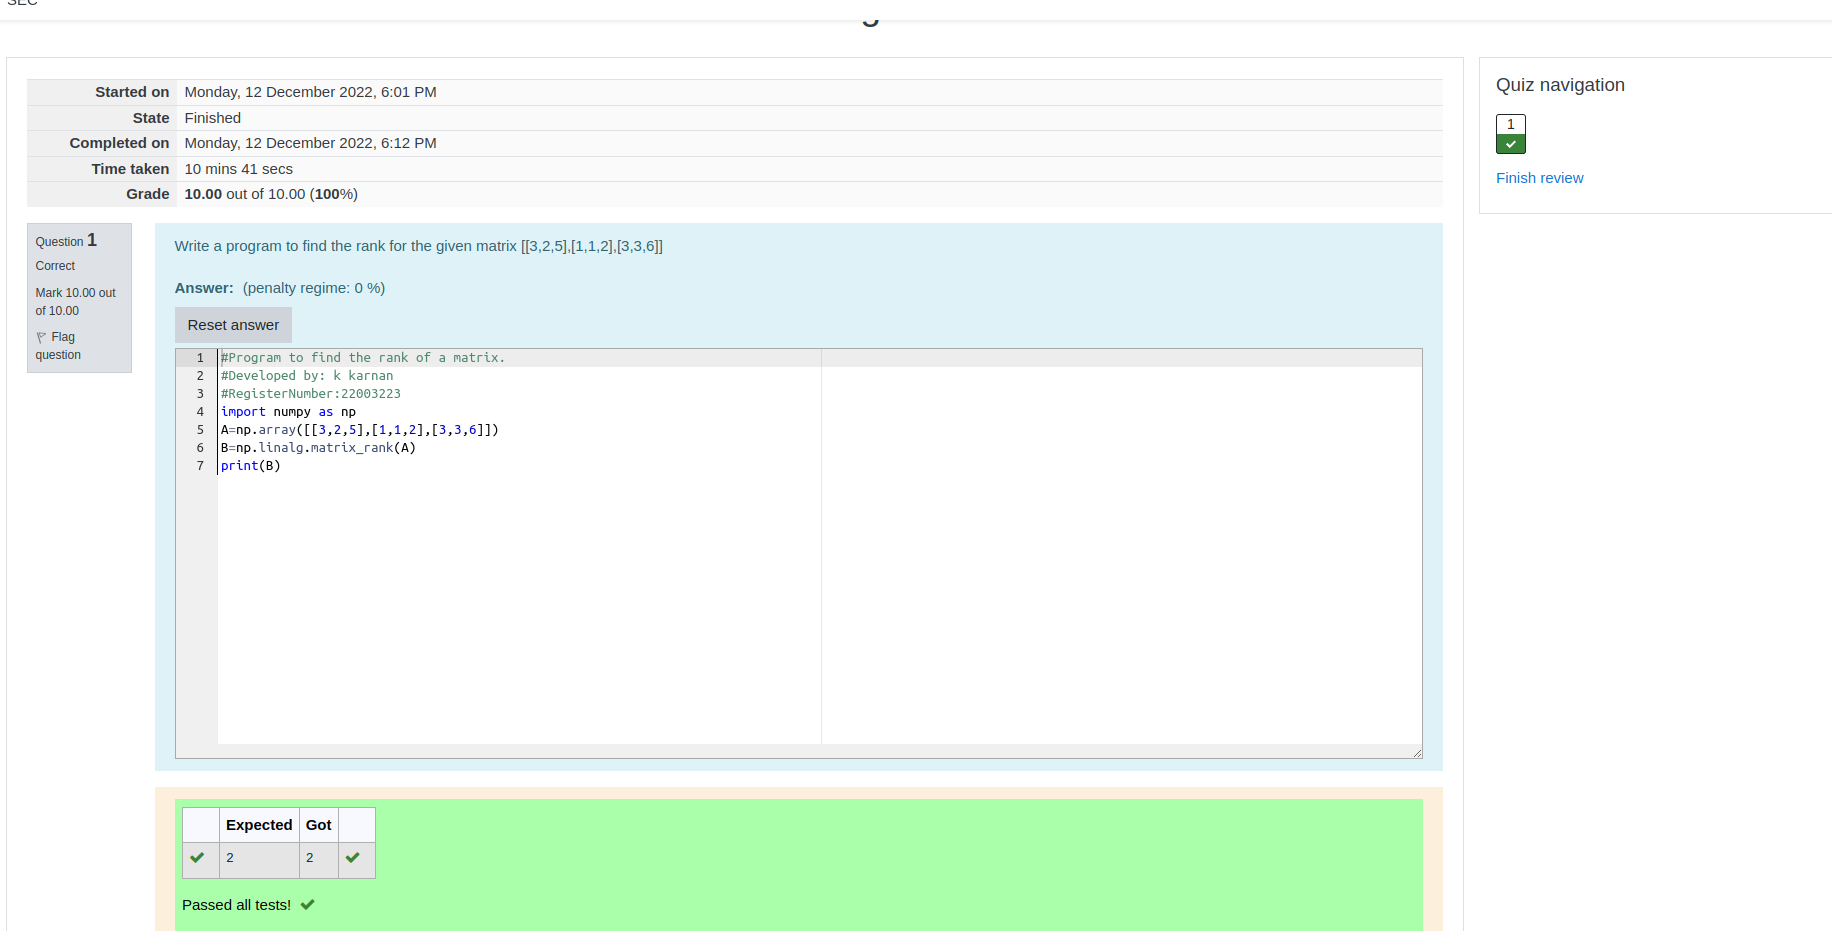 SEC
Started on Monday, 12 December 2022, 6:01 PM
State Finished
Completed on Monday, 12 December 2022, 6:12 PM
Time taken 10 mins 41 secs
Grade 10.00 out of 10.00 (100%)
Quiz navigation
1
Finish review
Question 1
Correct
Mark 10.00 out
of 10.00
Flag
question
Write a program to find the rank for the given matrix [[3,2,5],[1,1,2],[3,3,6]]
Answer: (penalty regime: 0 %)
Reset answer
1 #Program to find the rank of a matrix.
2 #Developed by: k karnan
3 #RegisterNumber:22003223
4 import numpy as np
5 A=np.array([[3,2,5],[1,1,2],[3,3,6]])
6 B=np.linalg.matrix_rank(A)
7 print(B)
Expected Got
2 2
Passed all tests!